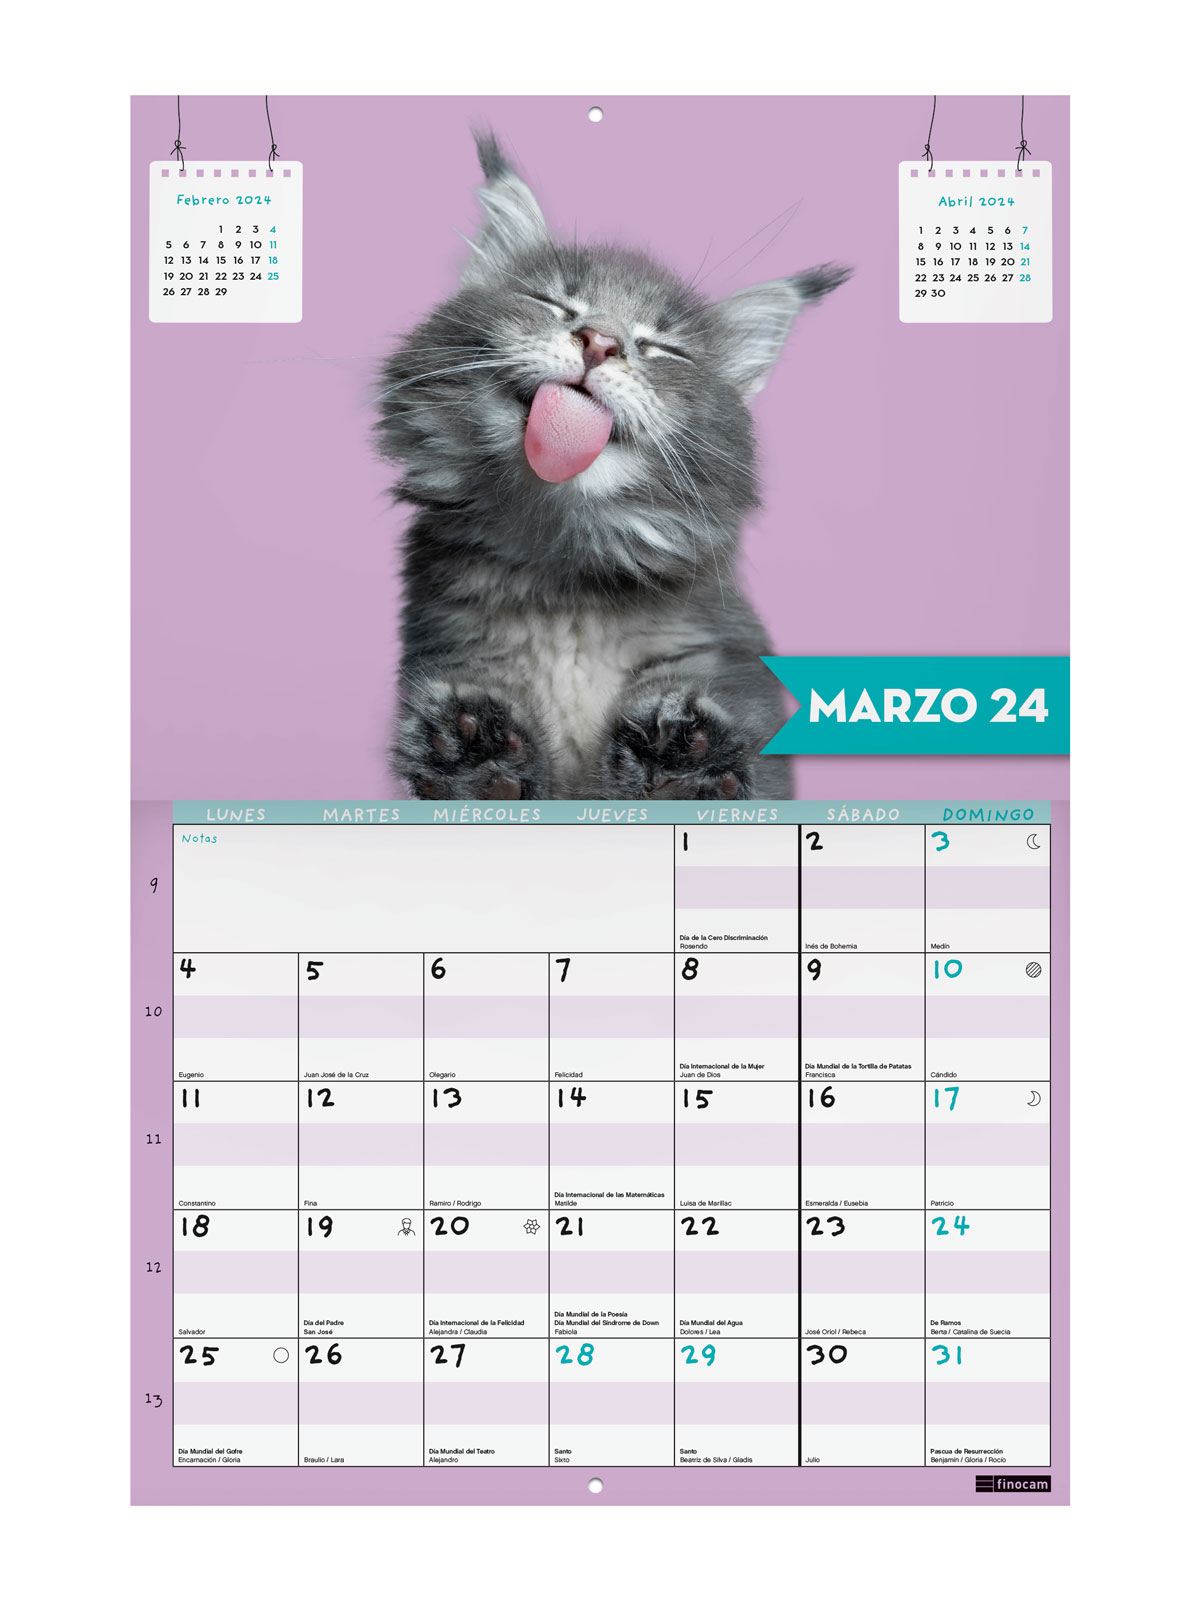 Febrero 2024
1 2 3 4
5 6 7 8 9 10 11
12 13 14 15 16 17 18
19 20 21 22 23 24 25
26 27 28 29
Abril 2024
1 2 3 4 5 6 7
8 9 10 11 12 13 14
15 16 17 18 19 20 21
22 23 24 25 26 27 28
29 30
MARZO 24
LUNES MARTES MIÉRCOLES JUEVES VIERNES SÁBADO DOMINGO
Notas
9
1
Día de la Cero Discriminación
Rosendo
2
Inés de Bohemia
3
Medín
10
4
Eugenio
5
Juan José de la Cruz
6
Olegario
7
Felicidad
8
Día Internacional de la Mujer
Juan de Dios
9
Día Mundial de la Tortilla de Patatas
Francisca
10
Cándido
11
11
Constantino
12
Fina
13
Ramiro / Rodrigo
14
Día Internacional de las Matemáticas
Matilde
15
Luisa de Marillac
16
Esmeralda / Eusebia
17
Patricio
12
18
Salvador
19
Día del Padre
San José
20
Día Internacional de la Felicidad
Alejandra / Claudia
21
Día Mundial de la Poesía
Día Mundial del Síndrome de Down
Fabiola
22
Día Mundial del Agua
Dolores / Lea
23
José Oriol / Rebeca
24
De Ramos
Berta / Catalina de Suecia
13
25
Día Mundial del Gofre
Encarnación / Gloria
26
Braulio / Lara
27
Día Mundial del Teatro
Alejandro
28
Santo
Sixto
29
Santo
Beatriz de Silva / Gladis
30
Julio
31
Pascua de Resurrección
Benjamín / Gloria / Rocío
finocam